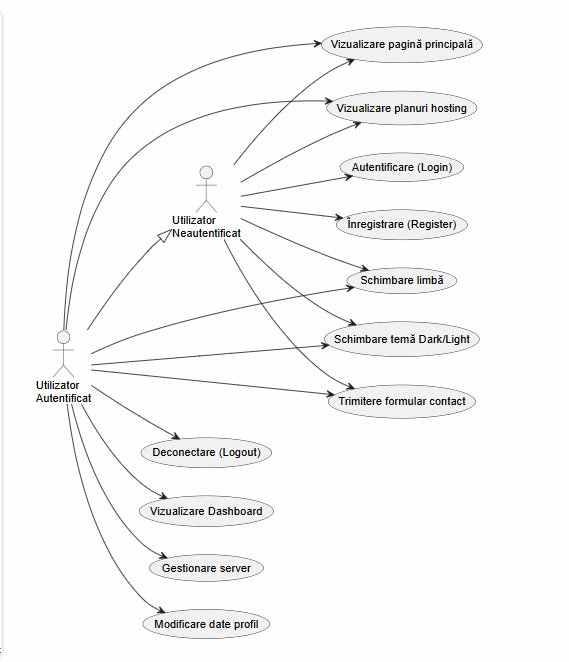 Vizualizare pagină principală
Vizualizare planuri hosting
Autentificare (Login)
Utilizator
Neautentificat
Înregistrare (Register)
Schimbare limbă
Schimbare temă Dark/Light
Utilizator
Autentificat
Trimitere formular contact
Deconectare (Logout)
Vizualizare Dashboard
Gestionare server
Modificare date profil